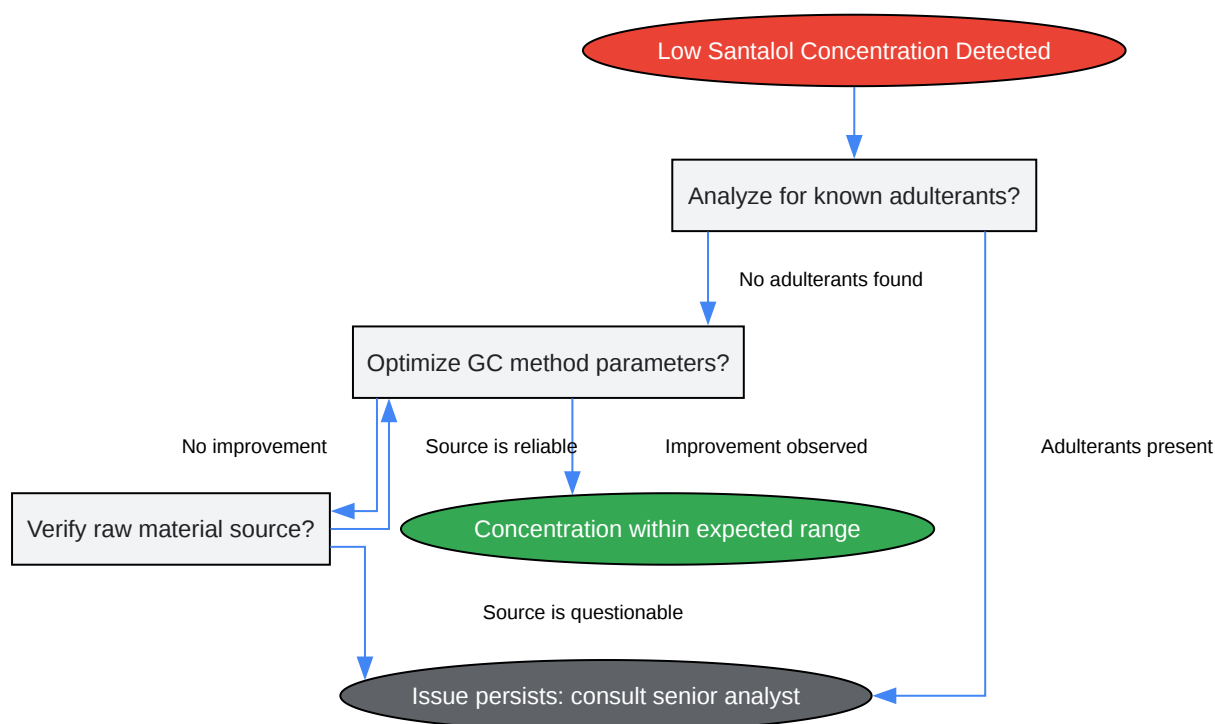 Low Santalol Concentration Detected
Analyze for known adulterants?
No adulterants found
Optimize GC method parameters?
No improvement
Source is reliable
Improvement observed
Adulterants present
Verify raw material source?
Concentration within expected range
Source is questionable
Issue persists: consult senior analyst